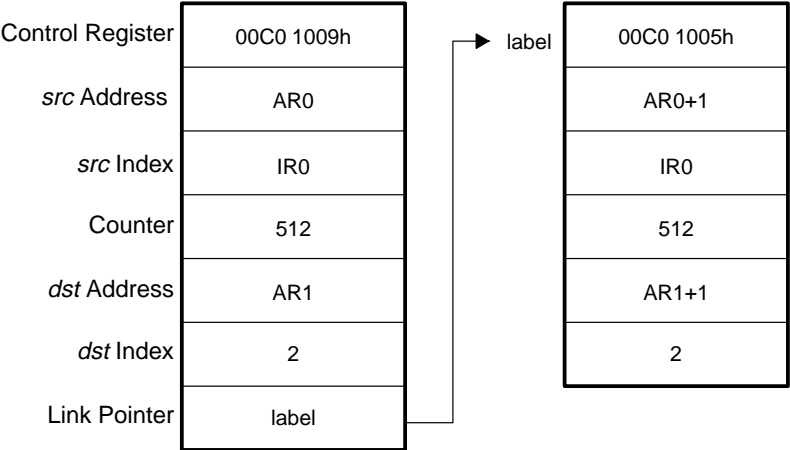 Control Register 00C0 1009h label 00C0 1005h
src Address AR0 AR0+1
src Index IR0 IR0
Counter 512 512
dst Address AR1 AR1+1
dst Index 2 2
Link Pointer label